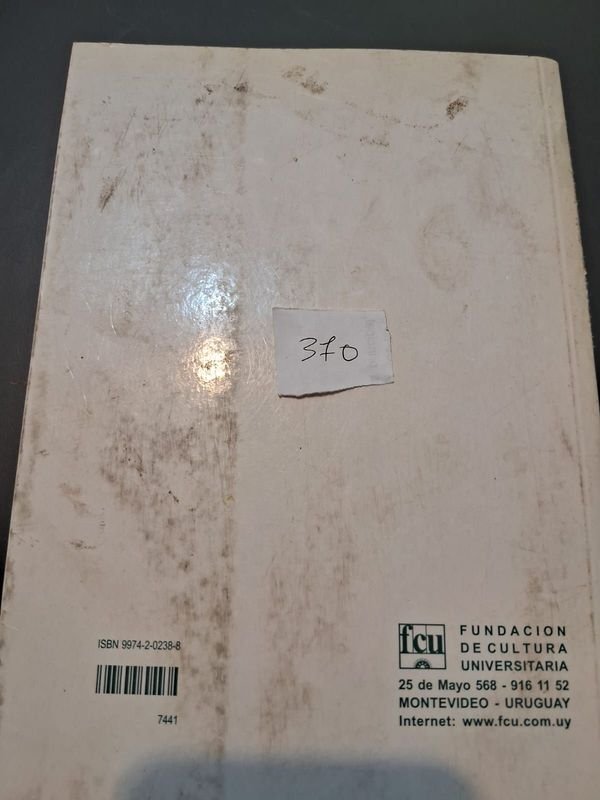 370
ISBN 9974-2-0238-8
7441
fcu
FUNDACION
DE CULTURA
UNIVERSITARIA
25 de Mayo 568 - 916 11 52
MONTEVIDEO - URUGUAY
Internet: www.fcu.com.uy